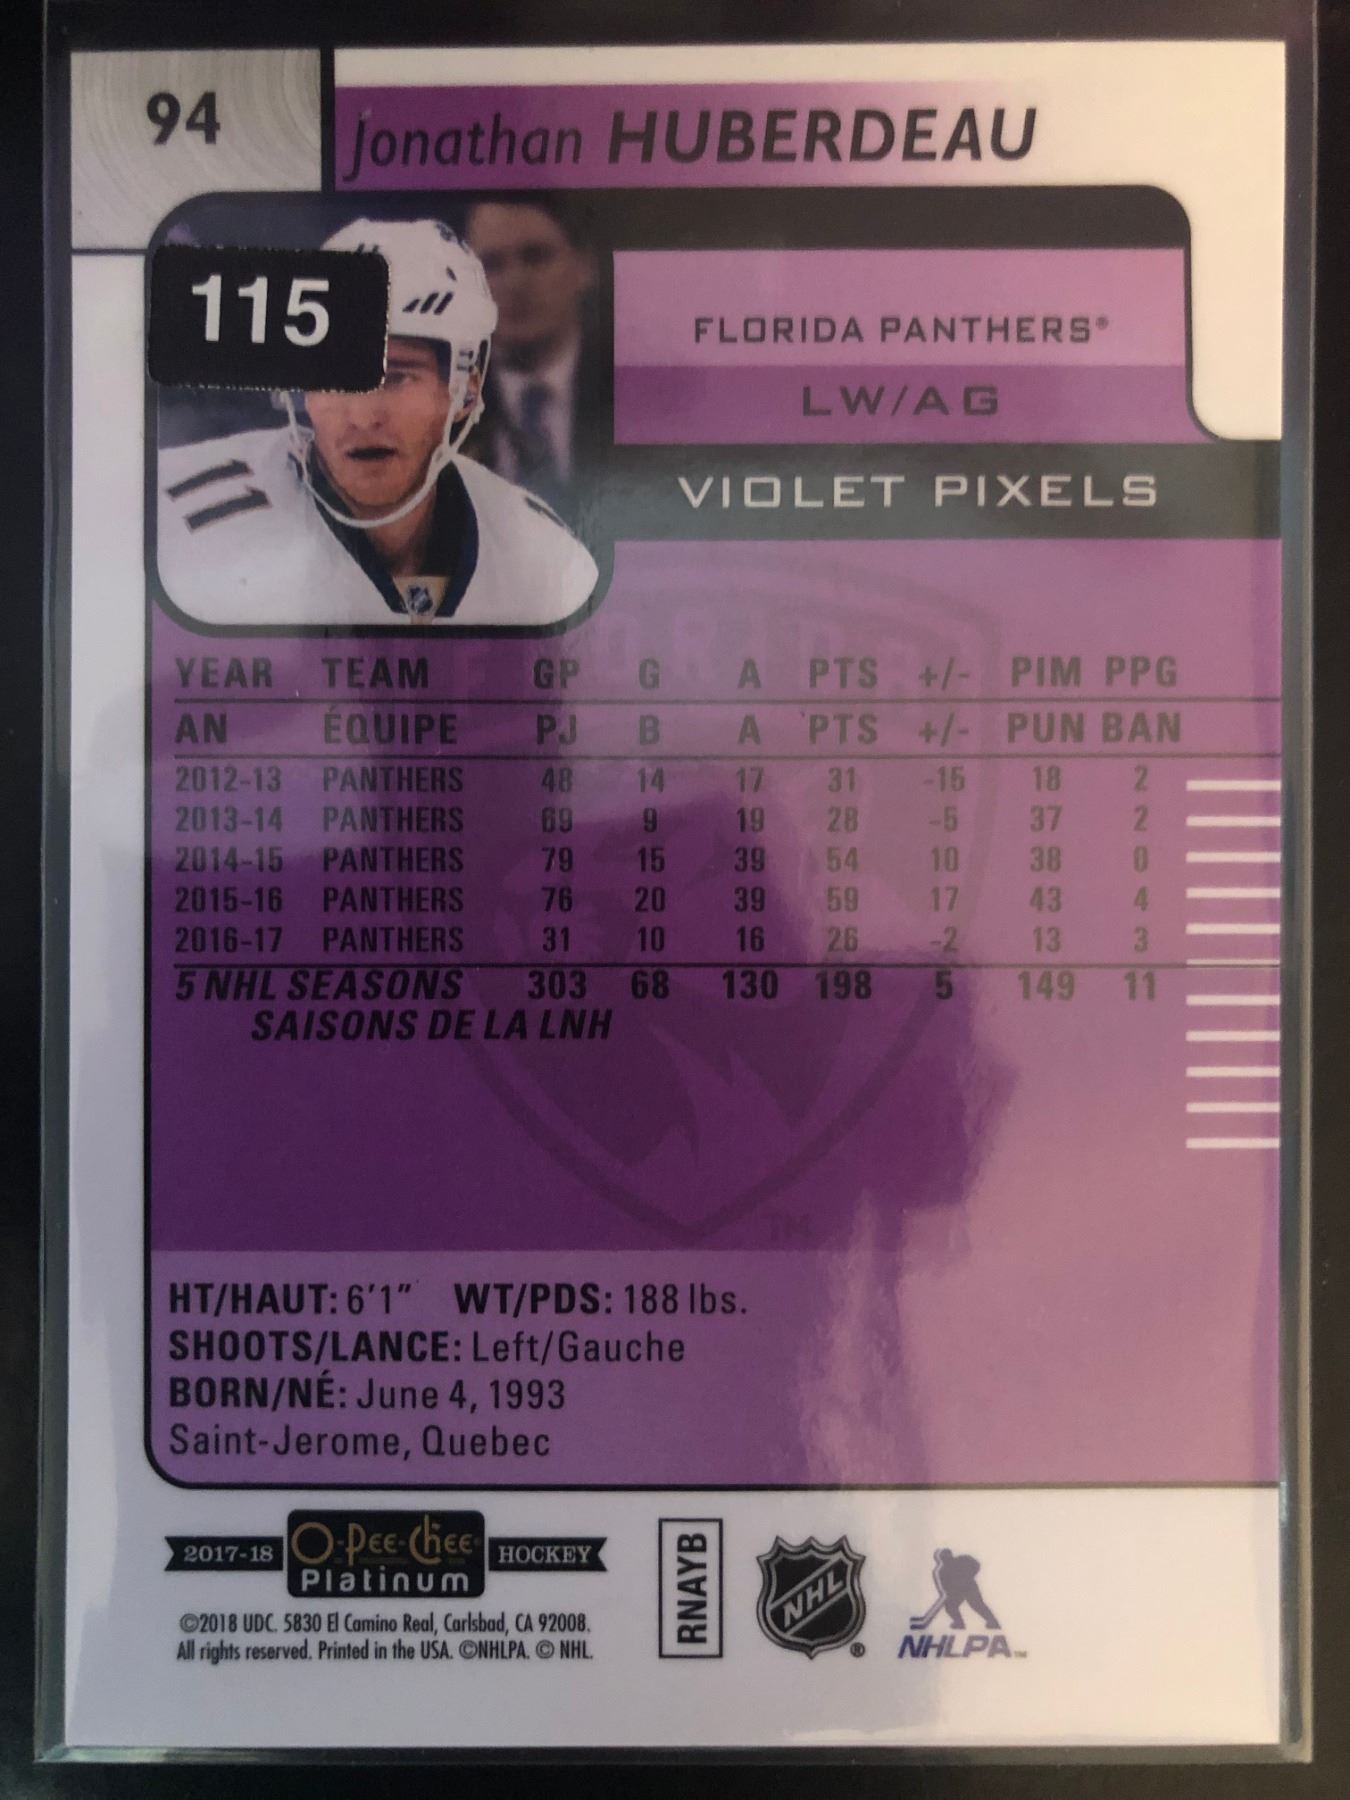 94
Jonathan HUBERDEAU
115
11
FLORIDA PANTHERS®
LW/AG
VIOLET PIXELS
YEAR TEAM GP G A PTS +/- PIM PPG
AN ÉQUIPE PJ B A PTS +/- PUN BAN
2012-13 PANTHERS 48 14 17 31 -15 18 2
2013-14 PANTHERS 69 9 19 28 -5 37 2
2014-15 PANTHERS 79 15 39 54 10 38 0
2015-16 PANTHERS 76 20 39 59 17 43 4
2016-17 PANTHERS 31 10 16 26 -2 13 3
5 NHL SEASONS 303 68 130 198 5 149 11
SAISONS DE LA LNH
TM
HT/HAUT: 6'1" WT/PDS: 188 lbs.
SHOOTS/LANCE: Left/Gauche
BORN/NÉ: June 4, 1993
Saint-Jerome, Quebec
2017-18 O-Pee-Chee HOCKEY
Platinum
©2018 UDC. 5830 El Camino Real, Carlsbad, CA 92008.
All rights reserved. Printed in the USA. ©NHLPA. © NHL.
RNAYB
NHL ®
NHLPA™